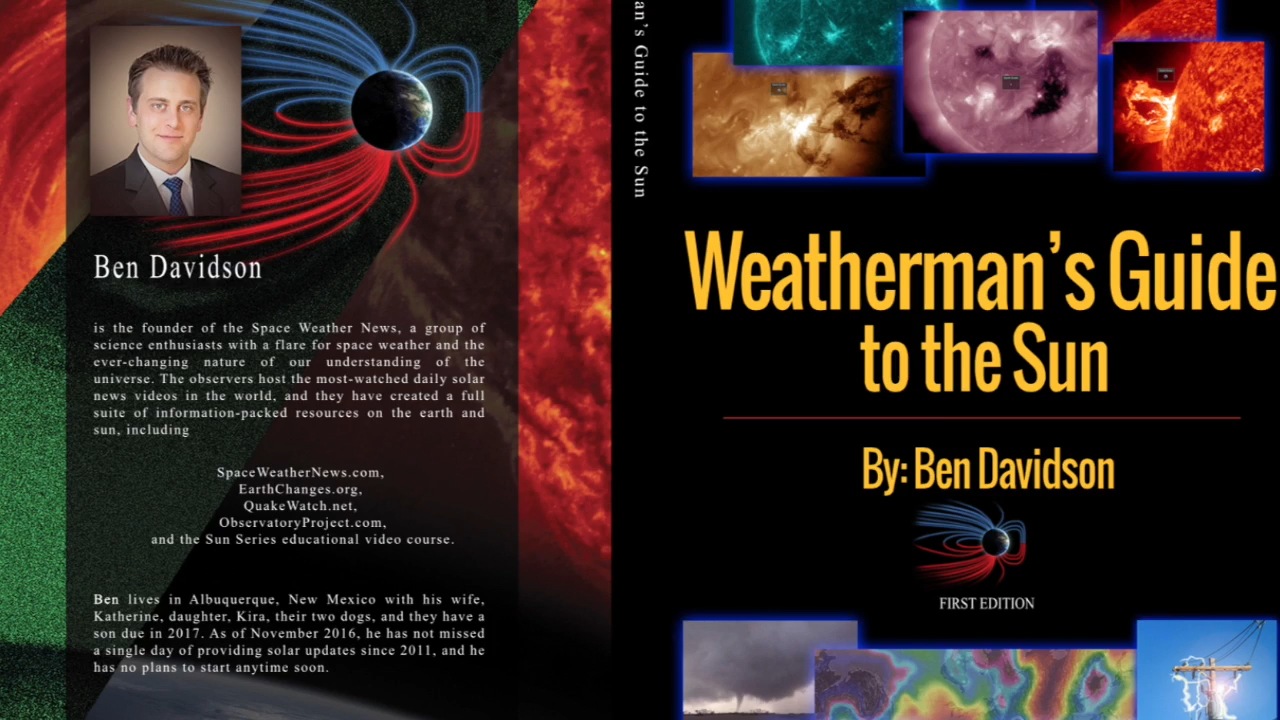 Ben Davidson
is the founder of the Space Weather News, a group of
science enthusiasts with a flare for space weather and the
ever-changing nature of our understanding of the
universe. The observers host the most-watched daily solar
news videos in the world, and they have created a full
suite of information-packed resources on the earth and
sun, including
SpaceWeatherNews.com,
EarthChanges.org,
QuakeWatch.net,
ObservatoryProject.com,
and the Sun Series educational video course.
Ben lives in Albuquerque, New Mexico with his wife,
Katherine, daughter, Kira, their two dogs, and they have a
son due in 2017. As of November 2016, he has not missed
a single day of providing solar updates since 2011, and he
has no plans to start anytime soon.
an's Guide to the Sun
Weatherman's Guide
to the Sun
By: Ben Davidson
FIRST EDITION